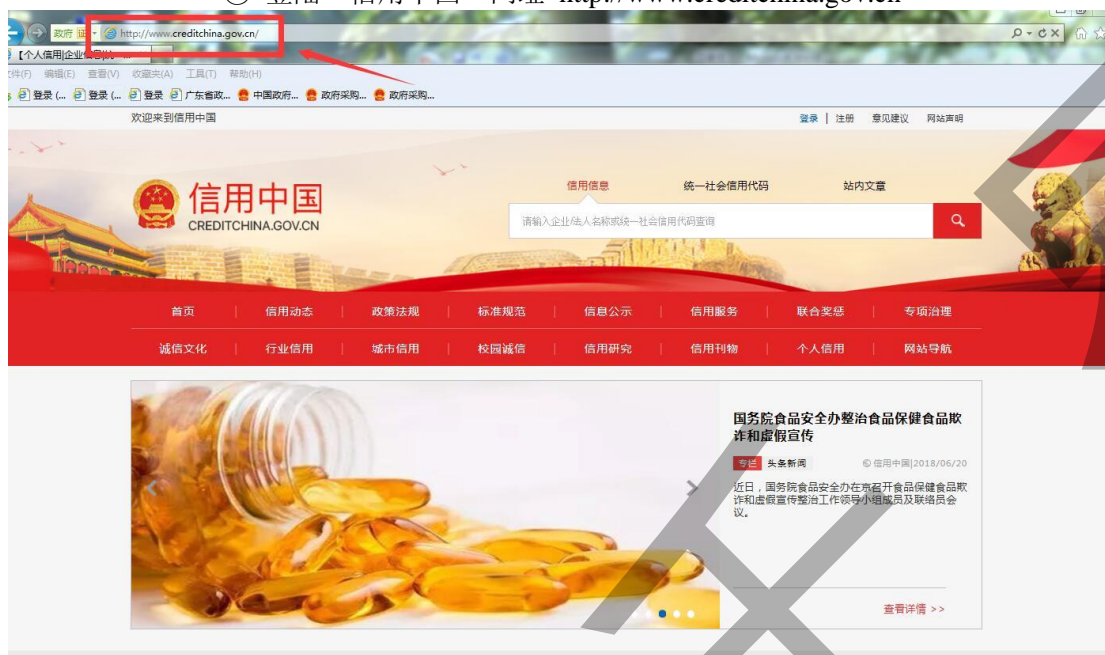 ① 登陆“信用中国”网址 http://www.creditchina.gov.cn
政府 证 http://www.creditchina.gov.cn/
【个人信用|企业信
文件(F) 编辑(E) 查看(V) 收藏夹(A) 工具(T) 帮助(H)
登录 (... 登录 (... 登录 广东省政... 中国政府... 政府采购... 政府采购...
欢迎来到信用中国 登录 | 注册 意见建议 网站声明
信用信息 统一社会信用代码 站内文章
信用中国
请输入企业/法人名称或统一社会信用代码查询
CREDITCHINA.GOV.CN
首页 | 信用动态 | 政策法规 | 标准规范 | 信息公示 | 信用服务 | 联合奖惩 | 专项治理
诚信文化 | 行业信用 | 城市信用 | 校园诚信 | 信用研究 | 信用刊物 | 个人信用 | 网站导航
国务院食品安全办整治食品保健食品欺
诈和虚假宣传
专栏 头条新闻 © 信用中国|2018/06/20
近日，国务院食品安全办在京召开食品保健食品欺
诈和虚假宣传整治工作领导小组成员及联络员会
议。
查看详情 >>